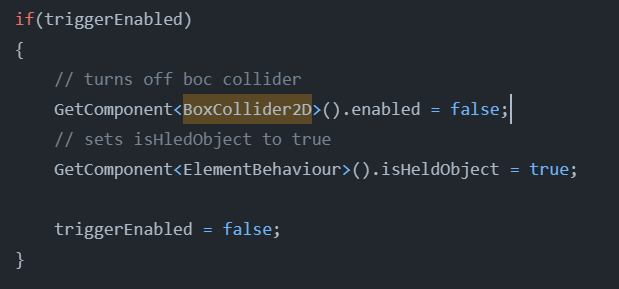 if(triggerEnabled)
{
// turns off boc collider
GetComponent<BoxCollider2D>().enabled = false;
// sets isHledObject to true
GetComponent<ElementBehaviour>().isHeldObject = true;
triggerEnabled = false;
}